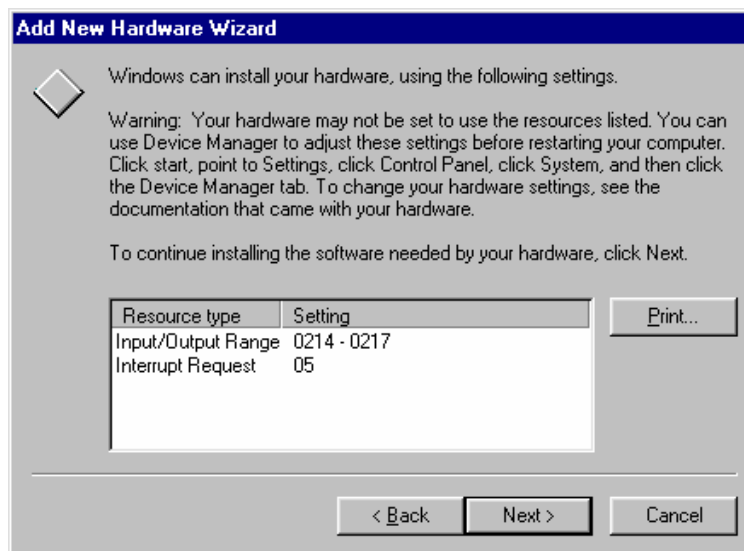 Add New Hardware Wizard
Windows can install your hardware, using the following settings.
Warning: Your hardware may not be set to use the resources listed. You can
use Device Manager to adjust these settings before restarting your computer.
Click start, point to Settings, click Control Panel, click System, and then click
the Device Manager tab. To change your hardware settings, see the
documentation that came with your hardware.
To continue installing the software needed by your hardware, click Next.
Resource type Setting
Input/Output Range 0214 - 0217
Interrupt Request 05
Print...
< Back Next > Cancel